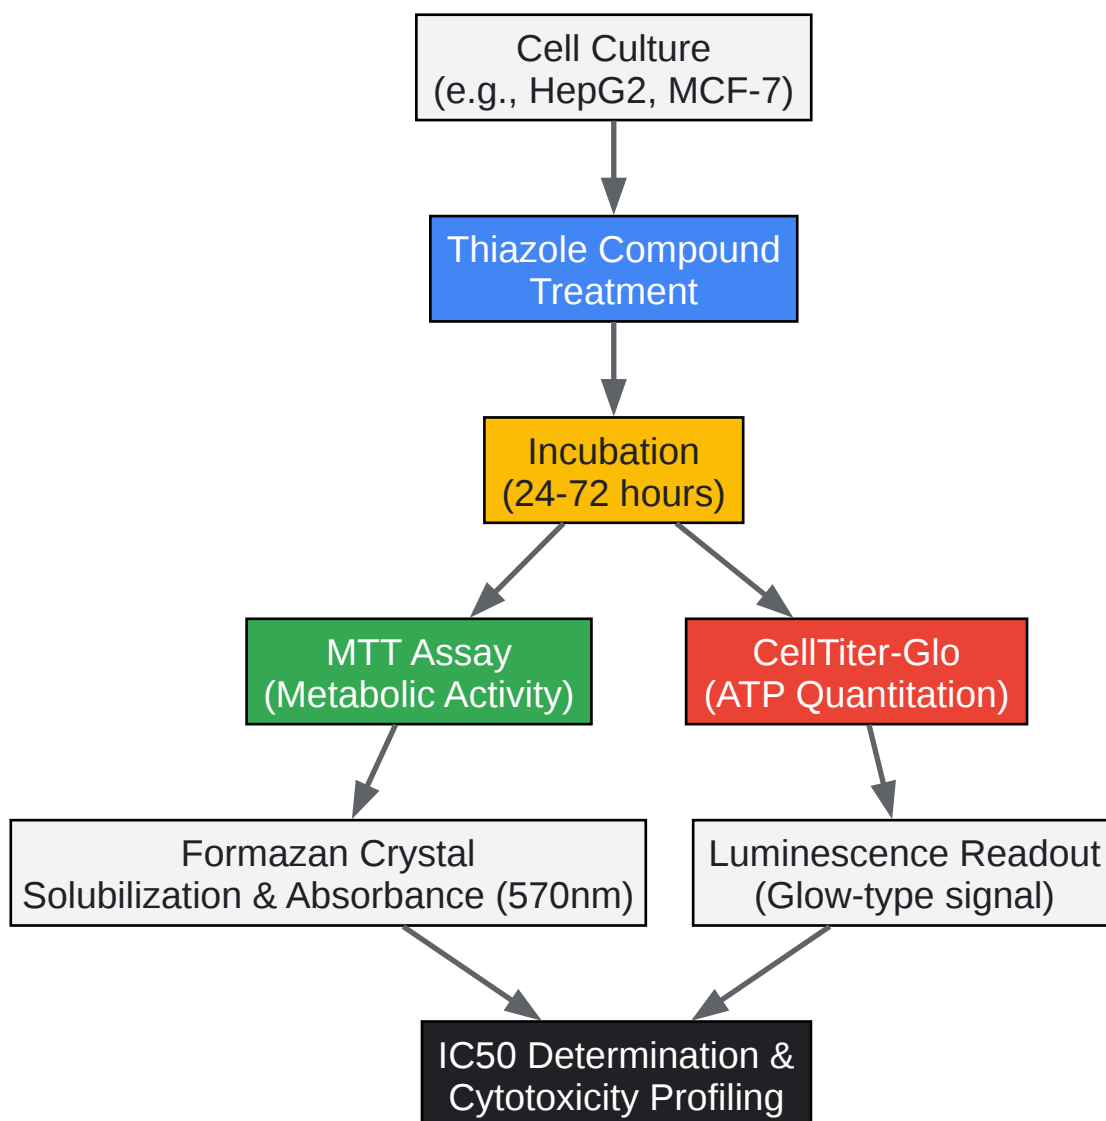 Cell Culture
(e.g., HepG2, MCF-7)
Thiazole Compound
Treatment
Incubation
(24-72 hours)
MTT Assay
(Metabolic Activity)
CellTiter-Glo
(ATP Quantitation)
Formazan Crystal
Solubilization & Absorbance (570nm)
Luminescence Readout
(Glow-type signal)
IC50 Determination &
Cytotoxicity Profiling